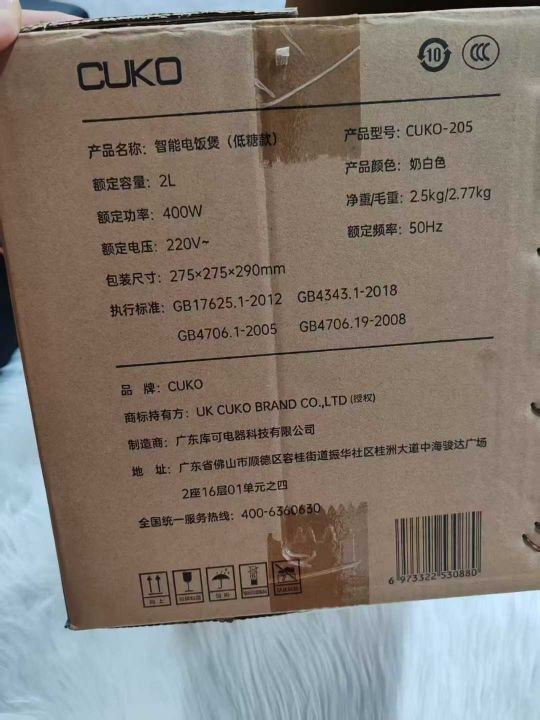 CUKO
10
CCC
产品名称：智能电饭煲（低糖款）
产品型号：CUKO-205
额定容量：2L
产品颜色：奶白色
额定功率：400W
净重/毛重：2.5kg/2.77kg
额定电压：220V~
额定频率：50Hz
包装尺寸：275×275×290mm
执行标准：GB17625.1-2012 GB4343.1-2018
GB4706.1-2005 GB4706.19-2008
品 牌：CUKO
商标持有方：UK CUKO BRAND CO.,LTD (授权)
制造商：广东库可电器科技有限公司
地 址：广东省佛山市顺德区容桂街道振华社区桂洲大道中海骏达广场
2座16层01单元之四
全国统一服务热线：400-6360630
向上
6 973322 530880